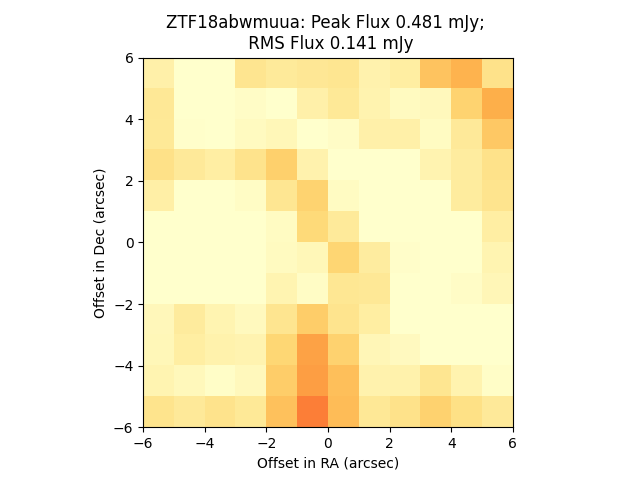 ZTF18abwmuua: Peak Flux 0.481 mJy;
RMS Flux 0.141 mJy
6
4
2
0
−2
−4
−6
Offset in Dec (arcsec)
−6 −4 −2 0 2 4 6
Offset in RA (arcsec)